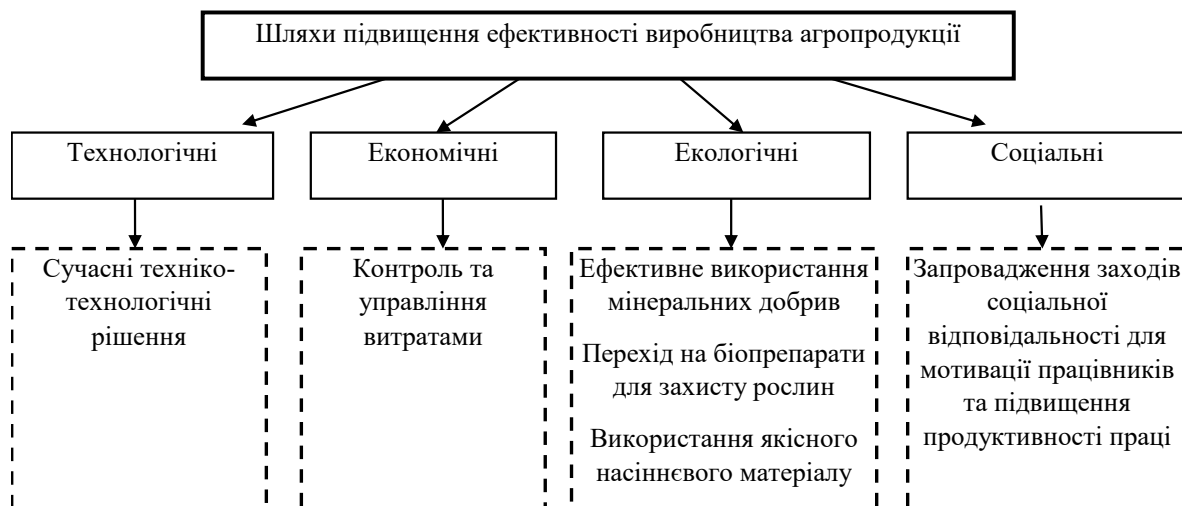 Шляхи підвищення ефективності виробництва агропродукції
Технологічні
Економічні
Екологічні
Соціальні
Сучасні техніко-
технологічні
рішення
Контроль та
управління
витратами
Ефективне використання
мінеральних добрив
Перехід на біопрепарати
для захисту рослин
Використання якісного
насіннєвого матеріалу
Запровадження заходів
соціальної
відповідальності для
мотивації працівників
та підвищення
продуктивності праці